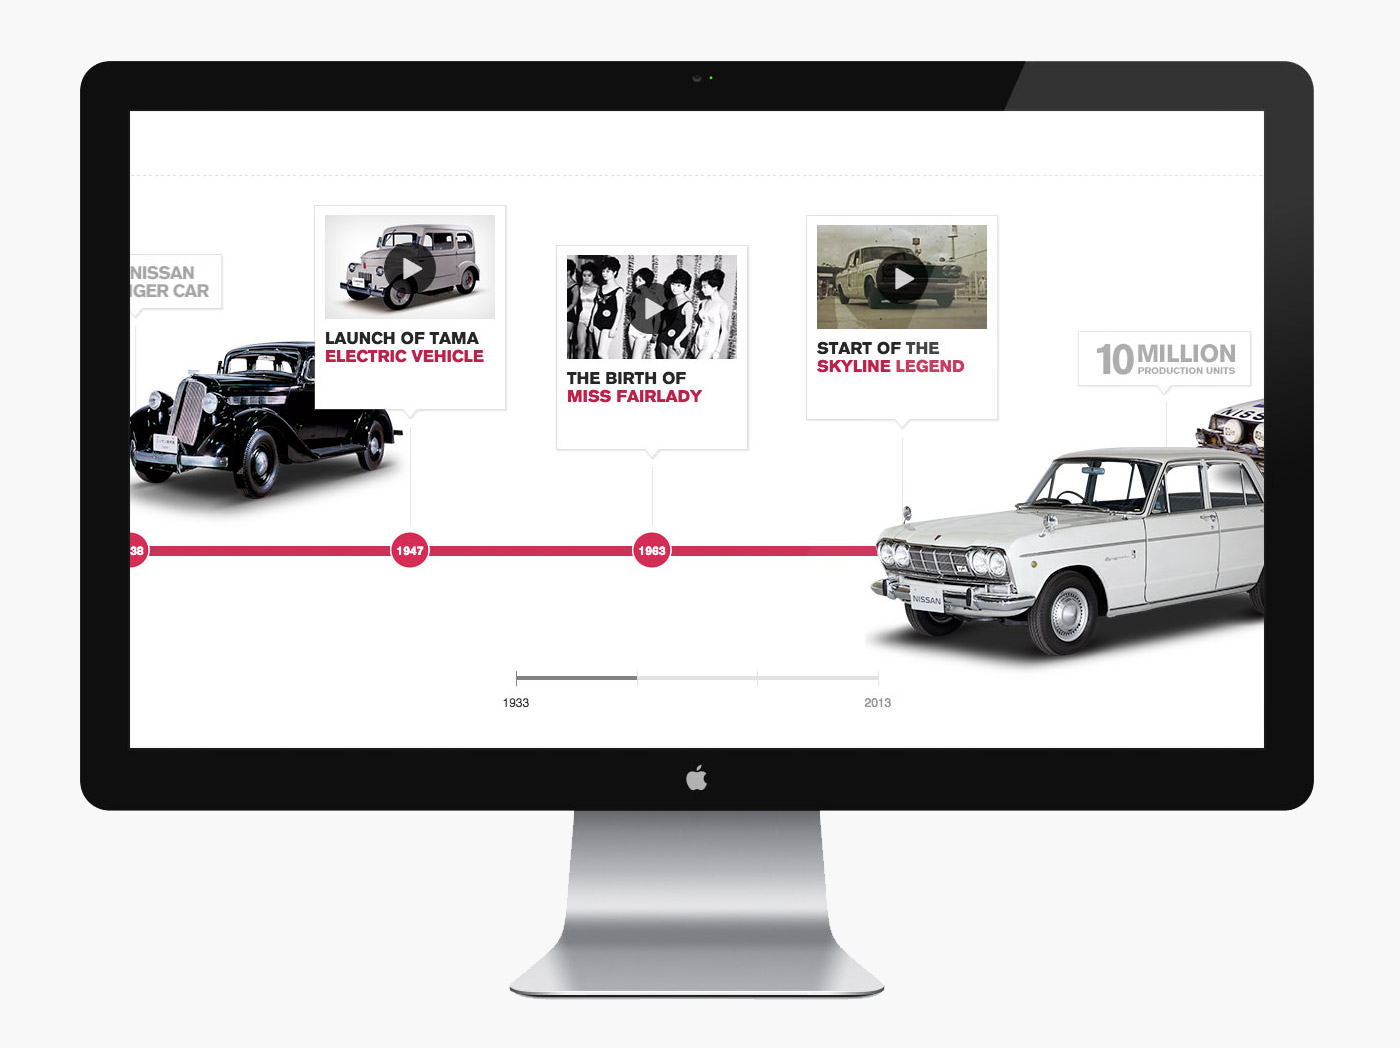 NISSAN
GER CAR
LAUNCH OF TAMA
ELECTRIC VEHICLE
THE BIRTH OF
MISS FAIRLADY
START OF THE
SKYLINE LEGEND
10 MILLION
PRODUCTION UNITS
NISS
38
1947
1963
NISSAN
1933
2013